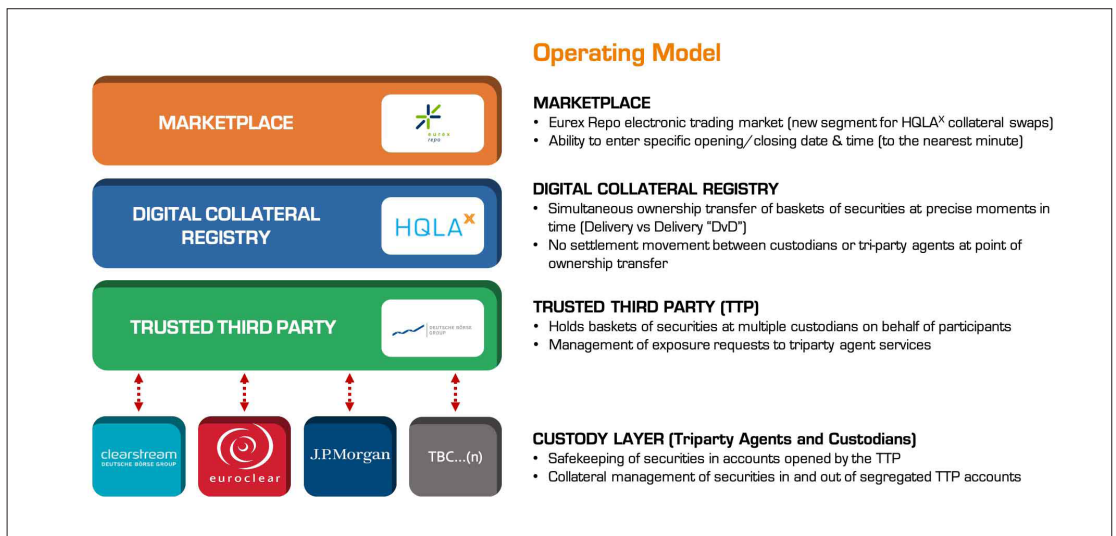 Operating Model
MARKETPLACE
eurex
repo
MARKETPLACE
• Eurex Repo electronic trading market (new segment for HQLAX collateral swaps)
• Ability to enter specific opening/closing date & time (to the nearest minute)
DIGITAL COLLATERAL
REGISTRY
HQLAX
DIGITAL COLLATERAL REGISTRY
• Simultaneous ownership transfer of baskets of securities at precise moments in
time (Delivery vs Delivery "DvD")
• No settlement movement between custodians or tri-party agents at point of
ownership transfer
TRUSTED THIRD PARTY
DEUTSCHE BÖRSE
GROUP
TRUSTED THIRD PARTY (TTP)
• Holds baskets of securities at multiple custodians on behalf of participants
• Management of exposure requests to triparty agent services
clearstream
DEUTSCHE BÖRSE GROUP
euroclear
J.P.Morgan
TBC...(n)
CUSTODY LAYER (Triparty Agents and Custodians)
• Safekeeping of securities in accounts opened by the TTP
• Collateral management of securities in and out of segregated TTP accounts